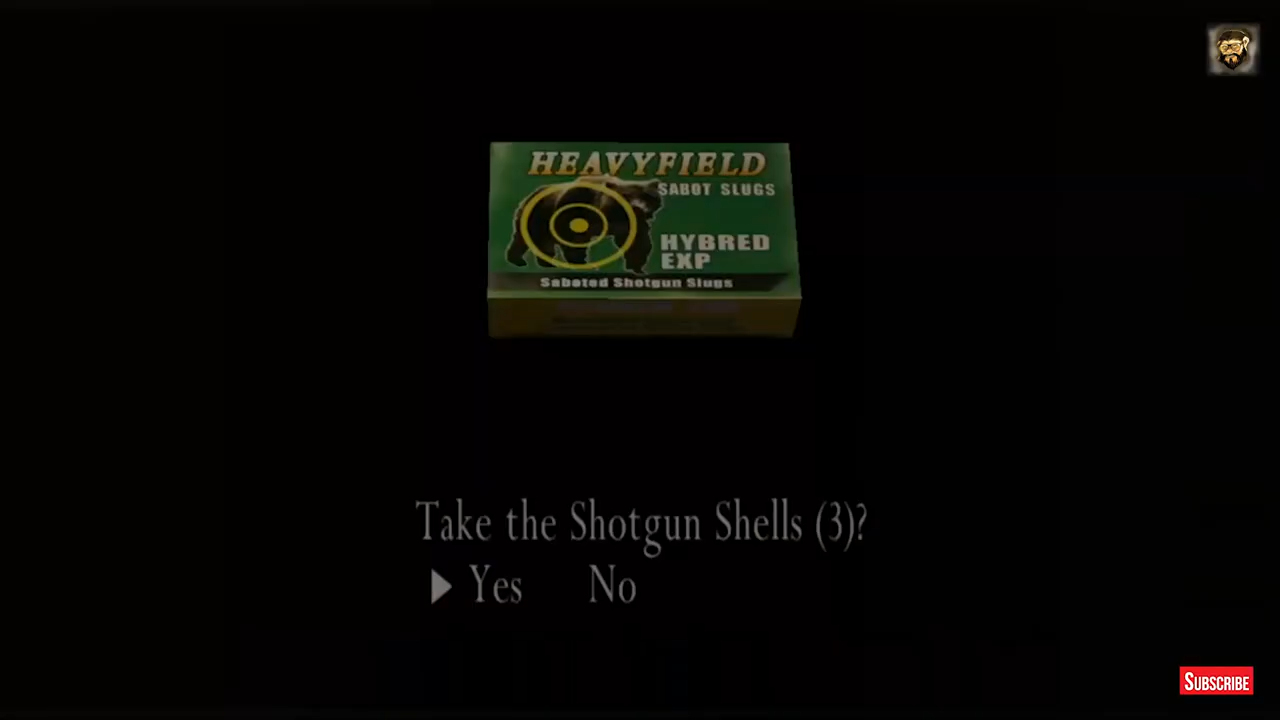 HEAVYFIELD
SABOT SLUGS
HYBRED
EXP
Saboted Shotgun Slugs
Take the Shotgun Shells (3)?
Yes No
SUBSCRIBE